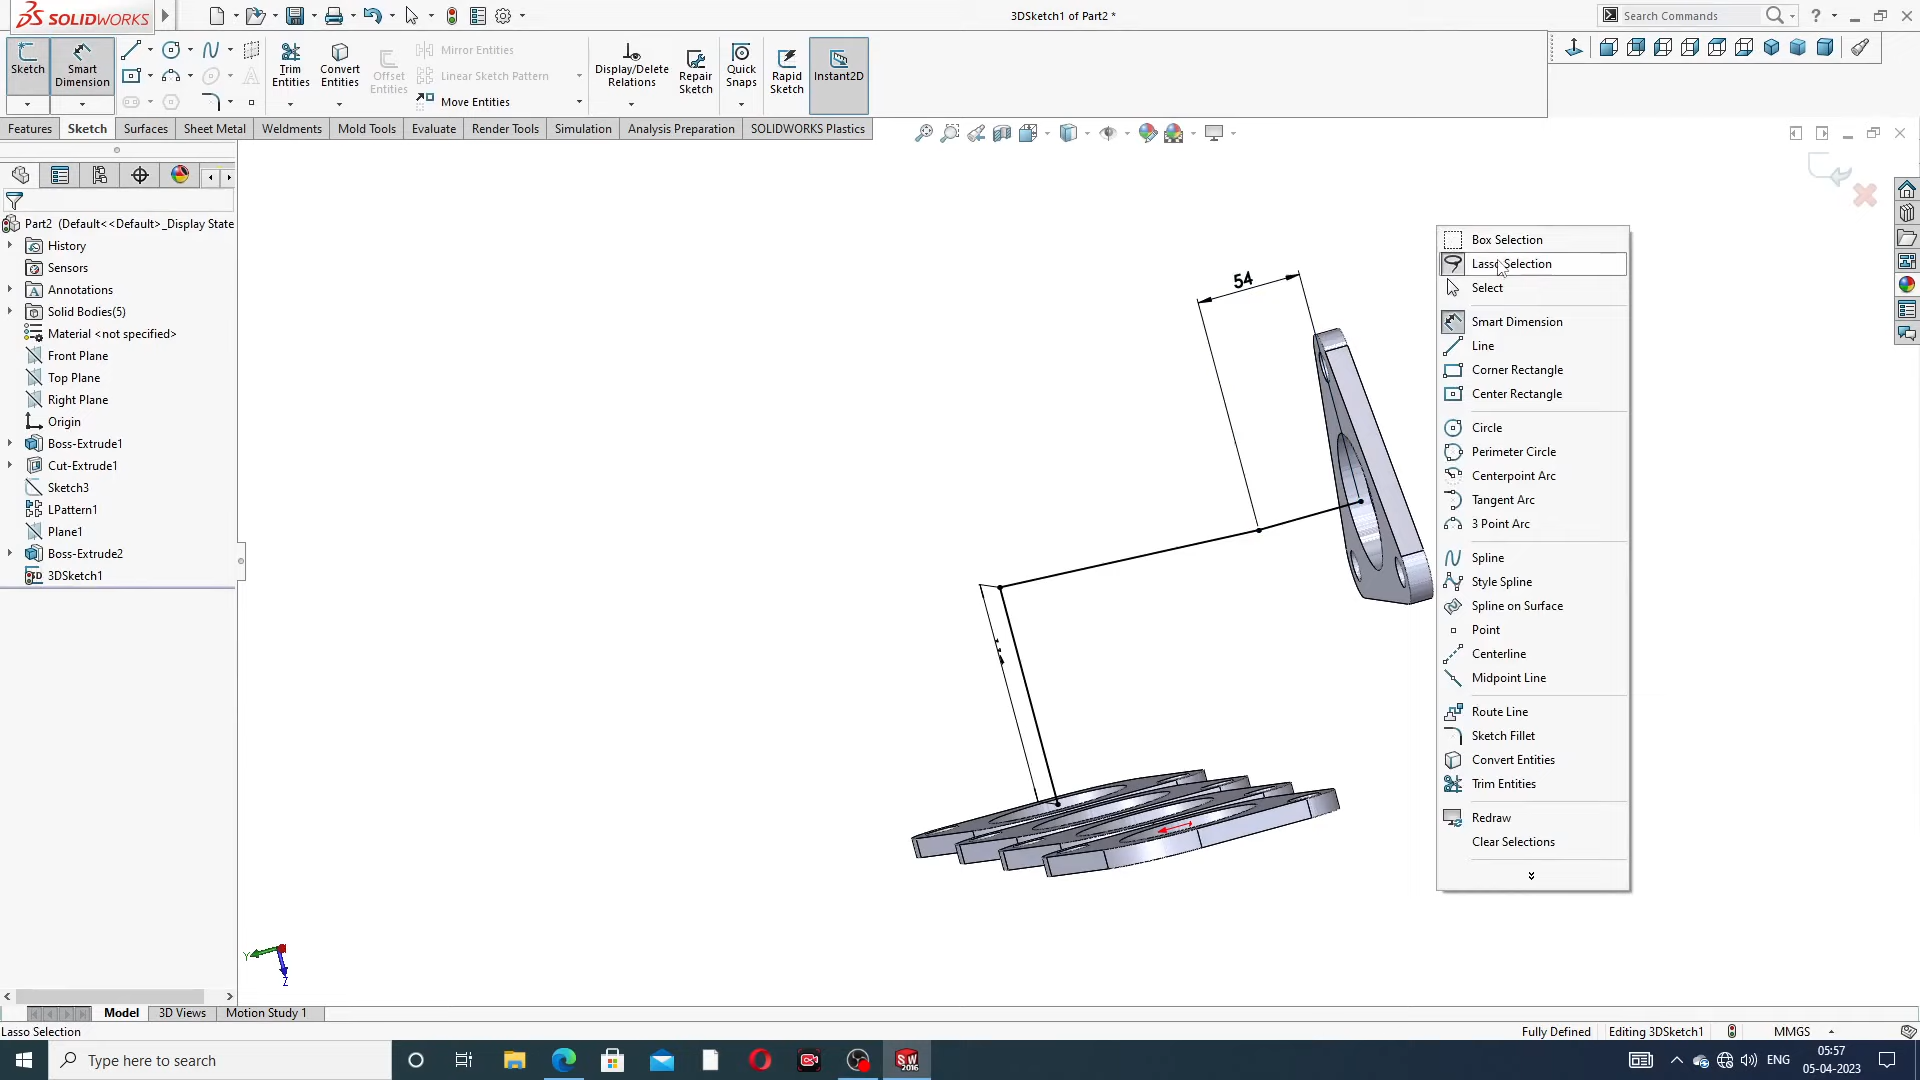 SOLIDWORKS
3DSketch1 of Part2 *
Search Commands
Sketch
Smart Dimension
Trim Entities
Convert Entities
Offset Entities
Mirror Entities
Linear Sketch Pattern
Move Entities
Display/Delete Relations
Repair Sketch
Quick Snaps
Rapid Sketch
Instant2D
Features
Sketch
Surfaces
Sheet Metal
Weldments
Mold Tools
Evaluate
Render Tools
Simulation
Analysis Preparation
SOLIDWORKS Plastics
Part2 (Default<<Default>_Display State
History
Sensors
Annotations
Solid Bodies(5)
Material <not specified>
Front Plane
Top Plane
Right Plane
Origin
Boss-Extrude1
Cut-Extrude1
Sketch3
LPattern1
Plane1
Boss-Extrude2
3DSketch1
54
Y
Z
Box Selection
Lasso Selection
Select
Smart Dimension
Line
Corner Rectangle
Center Rectangle
Circle
Perimeter Circle
Centerpoint Arc
Tangent Arc
3 Point Arc
Spline
Style Spline
Spline on Surface
Point
Centerline
Midpoint Line
Route Line
Sketch Fillet
Convert Entities
Trim Entities
Redraw
Clear Selections
Model
3D Views
Motion Study 1
Lasso Selection
Fully Defined
Editing 3DSketch1
MMGS
Type here to search
SW
2016
ENG
05:57
05-04-2023